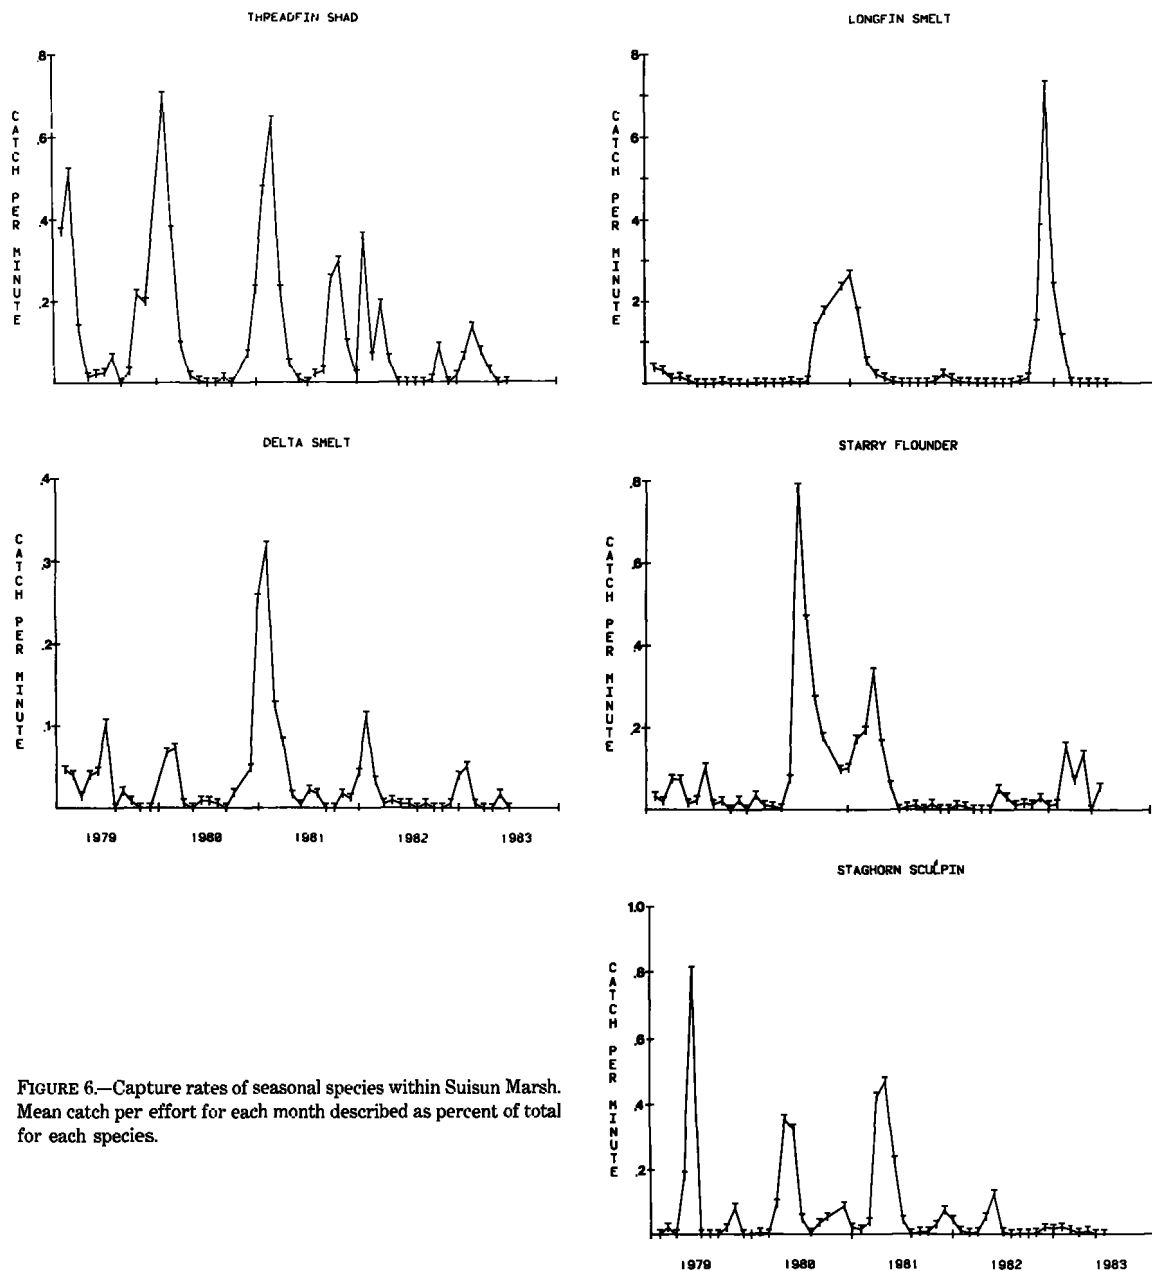 THREADFIN SHAD
.8
.6
.4
.2
CATCH PER MINUTE
LONGFIN SMELT
8
6
4
2
CATCH PER MINUTE
DELTA SMELT
.4
.3
.2
.1
CATCH PER MINUTE
1979 1980 1981 1982 1983
STARRY FLOUNDER
.8
.6
.4
.2
CATCH PER MINUTE
STAGHORN SCULPIN
1.0
.8
.6
.4
.2
CATCH PER MINUTE
1979 1980 1981 1982 1983
FIGURE 6.—Capture rates of seasonal species within Suisun Marsh.
Mean catch per effort for each month described as percent of total
for each species.